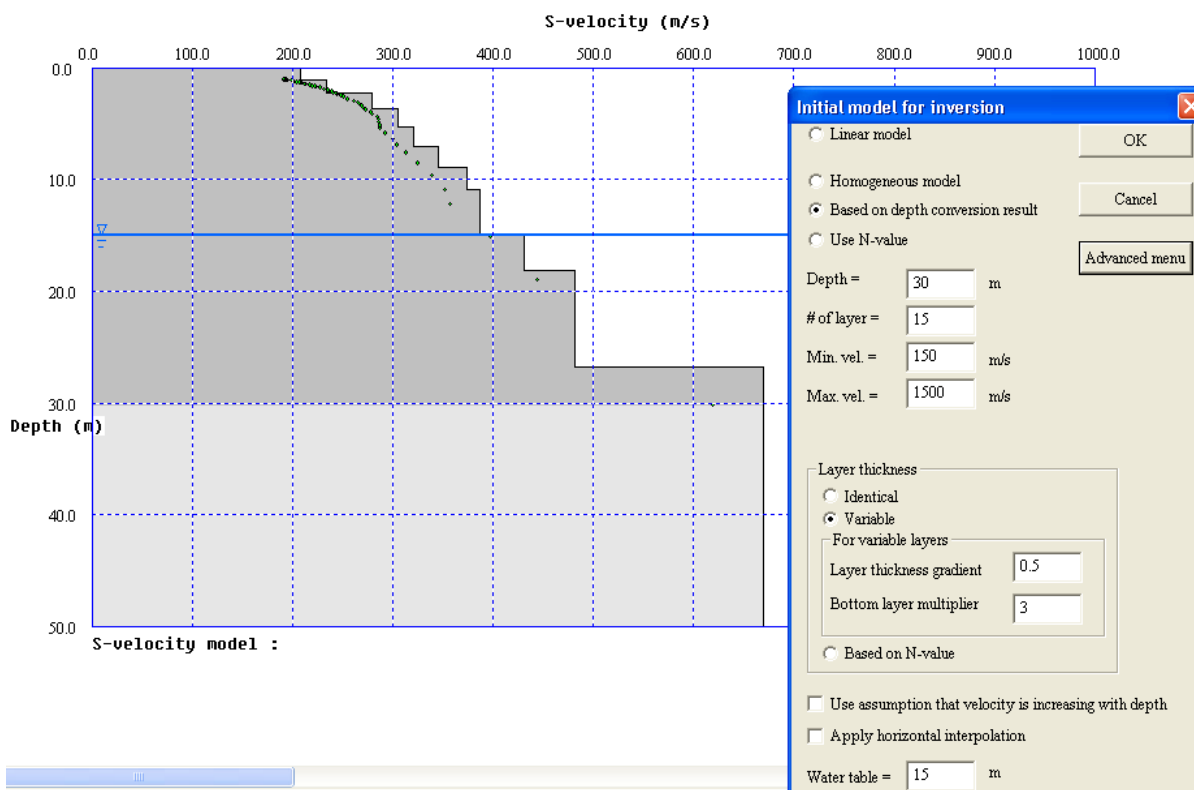 S-velocity (m/s)
0.0 100.0 200.0 300.0 400.0 500.0 600.0 700.0 800.0 900.0 1000.0
0.0
10.0
20.0
30.0
Depth (m)
40.0
50.0
S-velocity model :
Initial model for inversion
Linear model
OK
Homogeneous model
Based on depth conversion result
Cancel
Use N-value
Advanced menu
Depth = 30 m
# of layer = 15
Min. vel. = 150 m/s
Max. vel. = 1500 m/s
Layer thickness
Identical
Variable
For variable layers
Layer thickness gradient 0.5
Bottom layer multiplier 3
Based on N-value
Use assumption that velocity is increasing with depth
Apply horizontal interpolation
Water table = 15 m